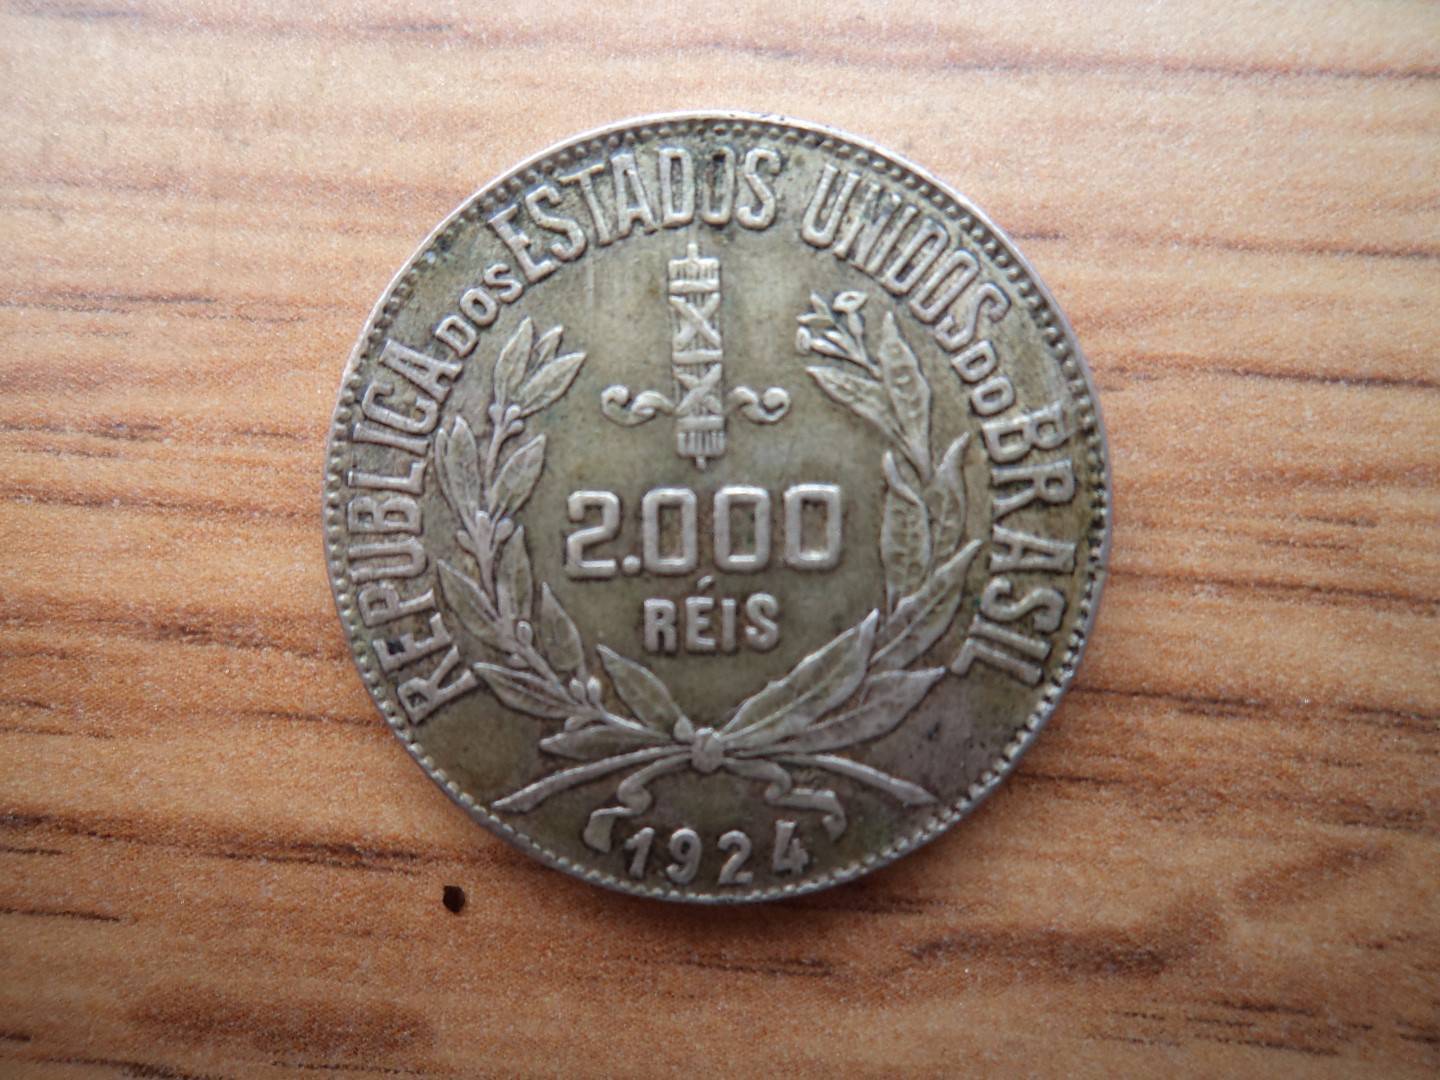 REPUBLICA DOS ESTADOS UNIDOS DO BRASIL
2.000
RÉIS
1924